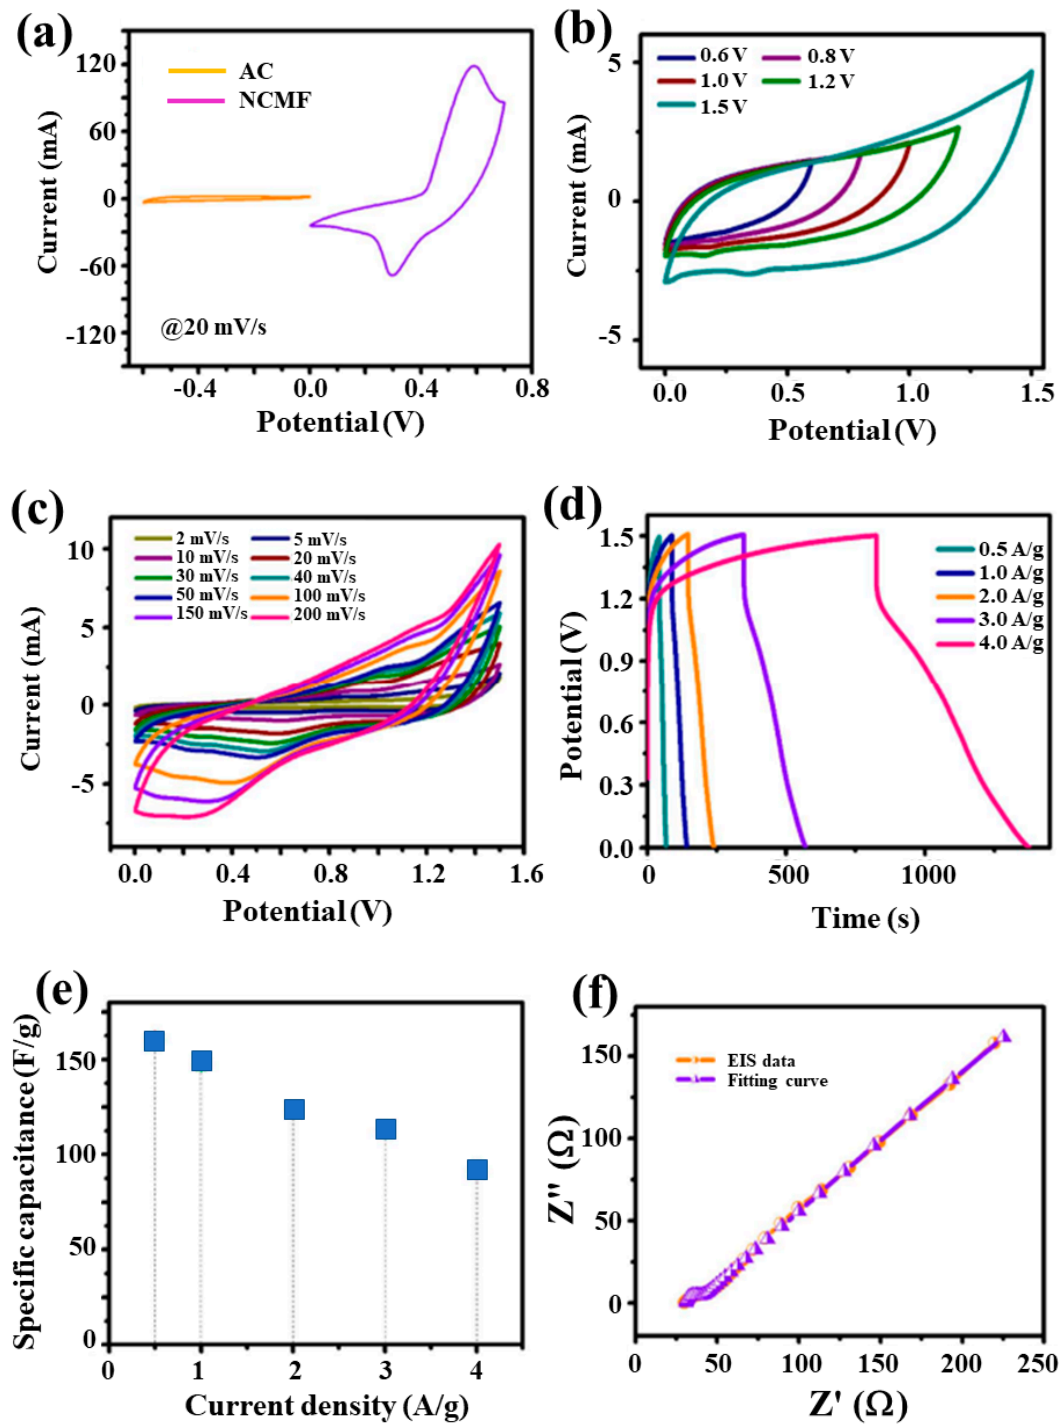 (a)
120
60
0
-60
-120
Current (mA)
AC
NCMF
@20 mV/s
-0.4
0.0
0.4
0.8
Potential (V)
(b)
5
0
-5
Current (mA)
0.6 V
0.8 V
1.0 V
1.2 V
1.5 V
0.0
0.5
1.0
1.5
Potential (V)
(c)
10
5
0
-5
Current (mA)
2 mV/s
5 mV/s
10 mV/s
20 mV/s
30 mV/s
40 mV/s
50 mV/s
100 mV/s
150 mV/s
200 mV/s
0.0
0.4
0.8
1.2
1.6
Potential (V)
(d)
1.5
1.2
0.9
0.6
0.3
0.0
Potential (V)
0.5 A/g
1.0 A/g
2.0 A/g
3.0 A/g
4.0 A/g
0
500
1000
Time (s)
(e)
150
100
50
0
Specific capacitance (F/g)
0
1
2
3
4
Current density (A/g)
(f)
150
100
50
0
Z'' (Ω)
EIS data
Fitting curve
0
50
100
150
200
250
Z' (Ω)